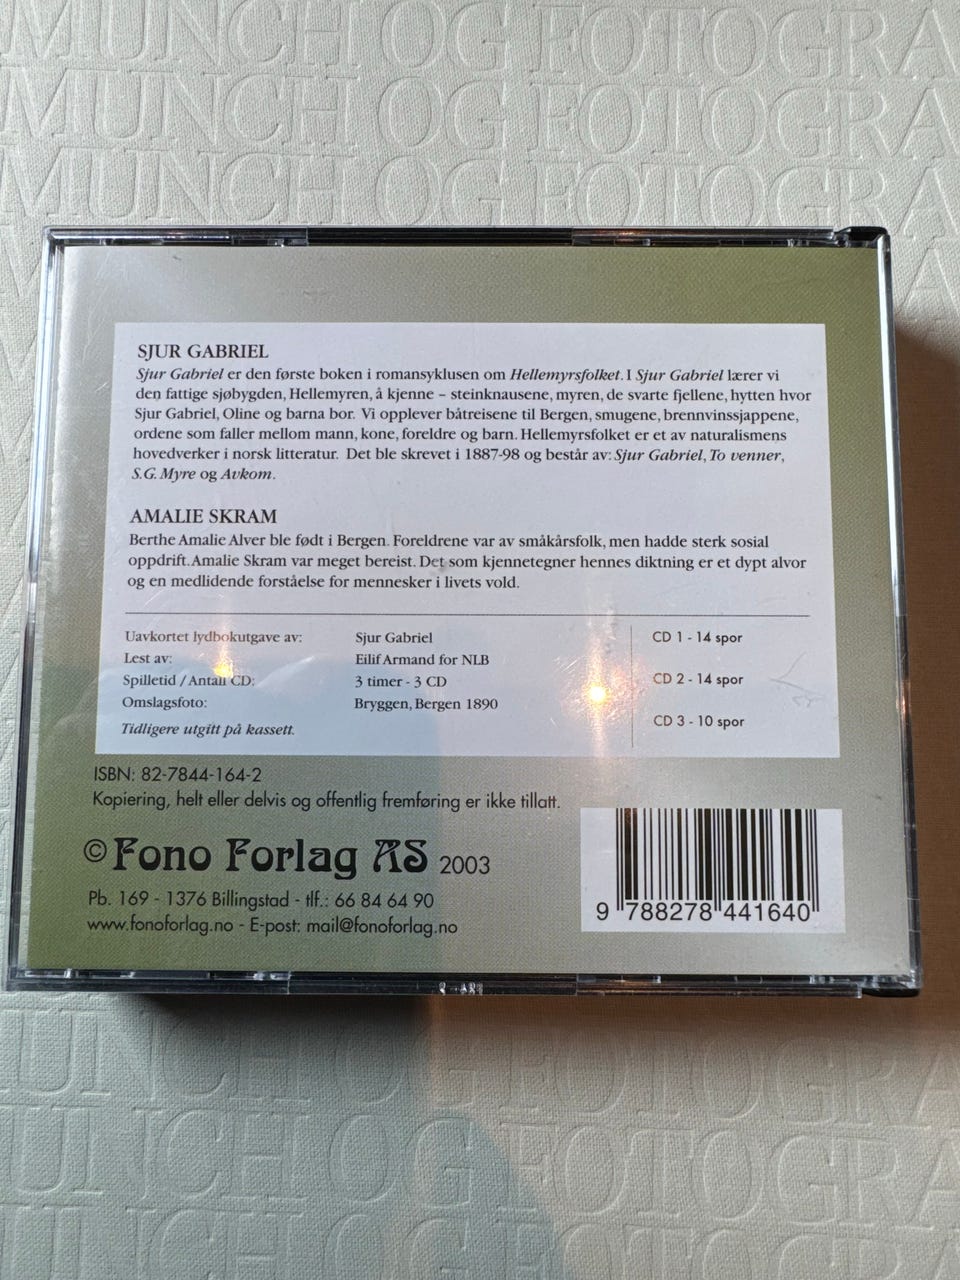 MUNCH OG FOTOGRA
MUNCH OG FOTOGRA
MUNCH OG FOTOGRA
SJUR GABRIEL
Sjur Gabriel er den første boken i romansyklusen om Hellemyrsfolket. I Sjur Gabriel lærer vi
den fattige sjøbygden, Hellemyren, å kjenne – steinknausene, myren, de svarte fjellene, hytten hvor
Sjur Gabriel, Oline og barna bor. Vi opplever båtreisene til Bergen, smugene, brennvinssjappene,
ordene som faller mellom mann, kone, foreldre og barn. Hellemyrsfolket er et av naturalismens
hovedverker i norsk litteratur. Det ble skrevet i 1887-98 og består av: Sjur Gabriel, To venner,
S.G. Myre og Avkom.
AMALIE SKRAM
Berthe Amalie Alver ble født i Bergen. Foreldrene var av småkårsfolk, men hadde sterk sosial
oppdrift. Amalie Skram var meget bereist. Det som kjennetegner hennes diktning er et dypt alvor
og en medlidende forståelse for mennesker i livets vold.
Uavkortet lydbokutgave av: Sjur Gabriel
Lest av: Eilif Armand for NLB
Spilletid / Antall CD: 3 timer - 3 CD
Omslagsfoto: Bryggen, Bergen 1890
Tidligere utgitt på kassett.
CD 1 - 14 spor
CD 2 - 14 spor
CD 3 - 10 spor
ISBN: 82-7844-164-2
Kopiering, helt eller delvis og offentlig fremføring er ikke tillatt.
© Fono Forlag AS 2003
Pb. 169 - 1376 Billingstad - tlf.: 66 84 64 90
www.fonoforlag.no - E-post: mail@fonoforlag.no
9 788278 441640
UNCH OG FOTOGRA
UNCH OG FOTOGRA
UNCH OG FOTOGRA